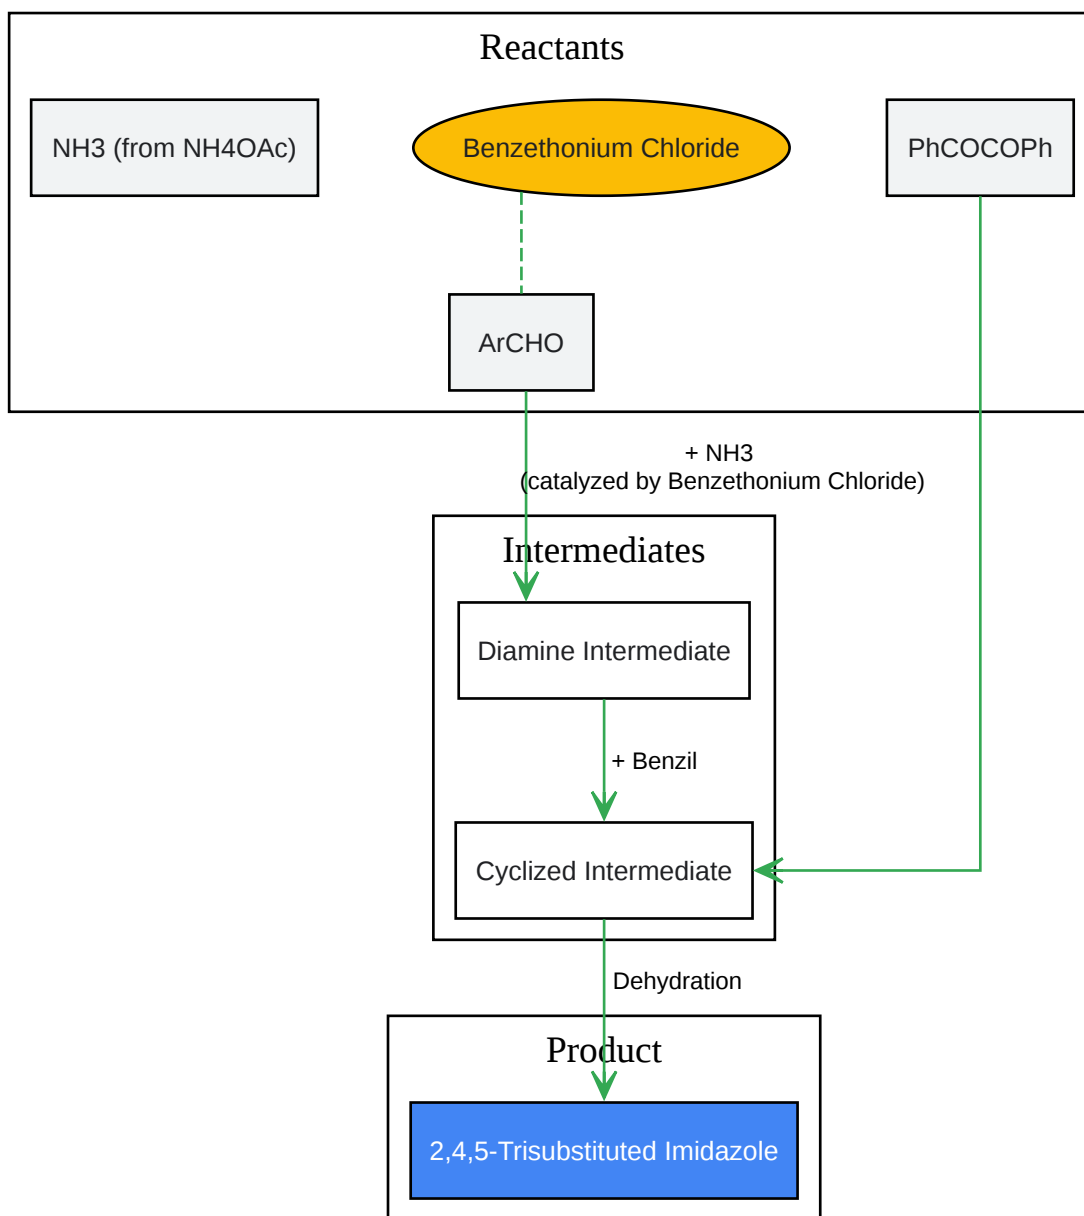 Reactants
NH3 (from NH4OAc)
Benzethonium Chloride
PhCOCOPh
ArCHO
+ NH3
(catalyzed by Benzethonium Chloride)
Intermediates
Diamine Intermediate
+ Benzil
Cyclized Intermediate
Dehydration
Product
2,4,5-Trisubstituted Imidazole